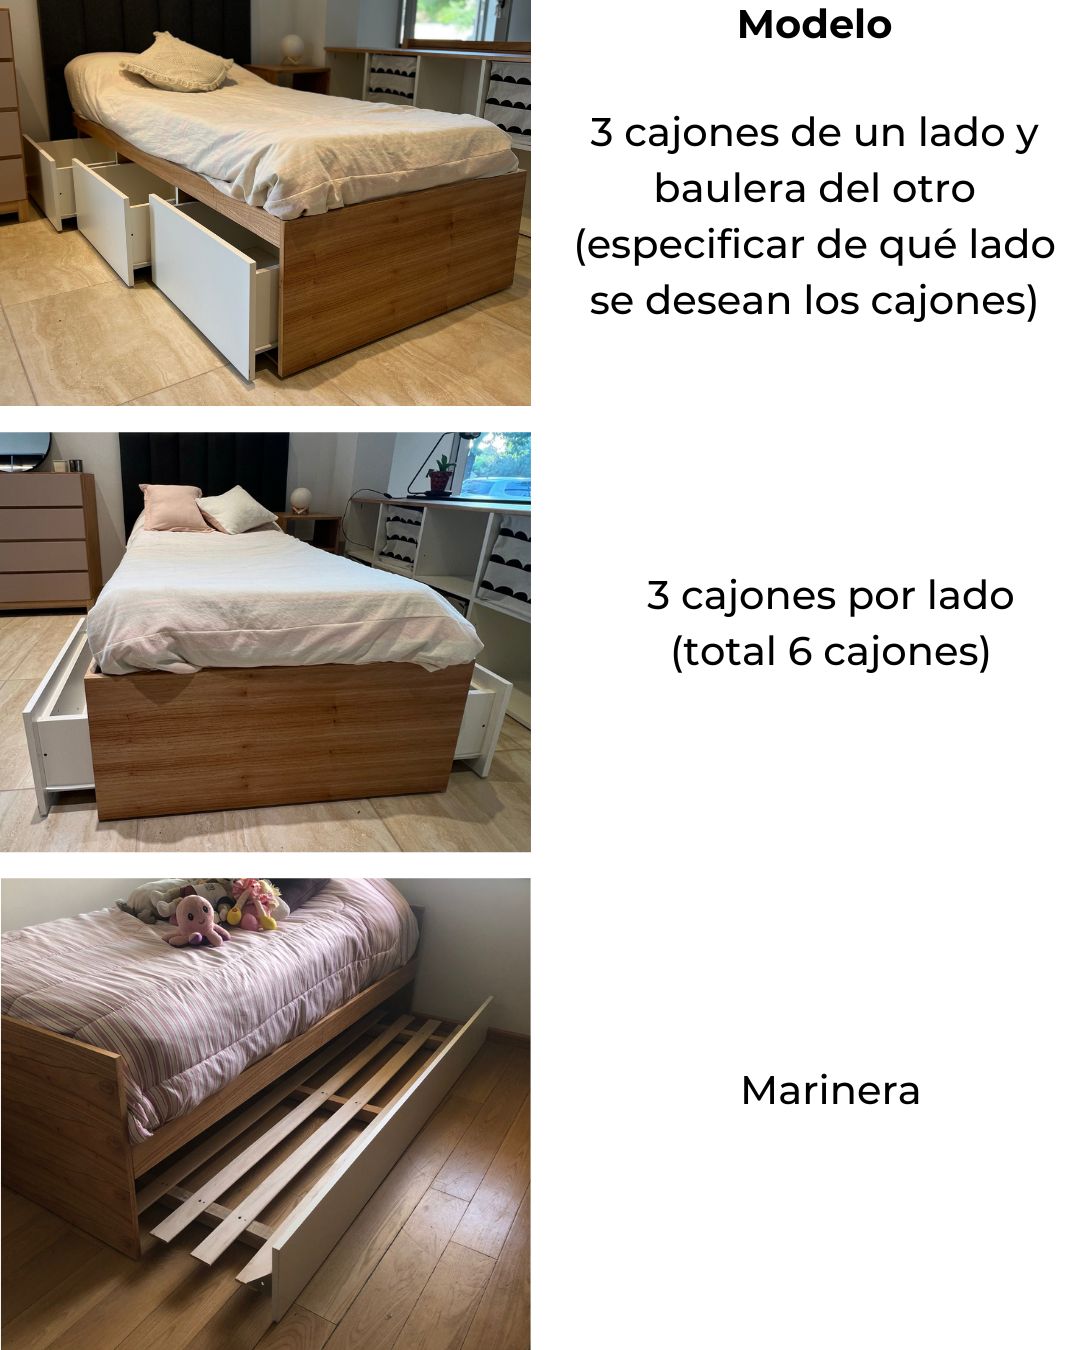 Modelo
3 cajones de un lado y
baulera del otro
(especificar de qué lado
se desean los cajones)
3 cajones por lado
(total 6 cajones)
Marinera